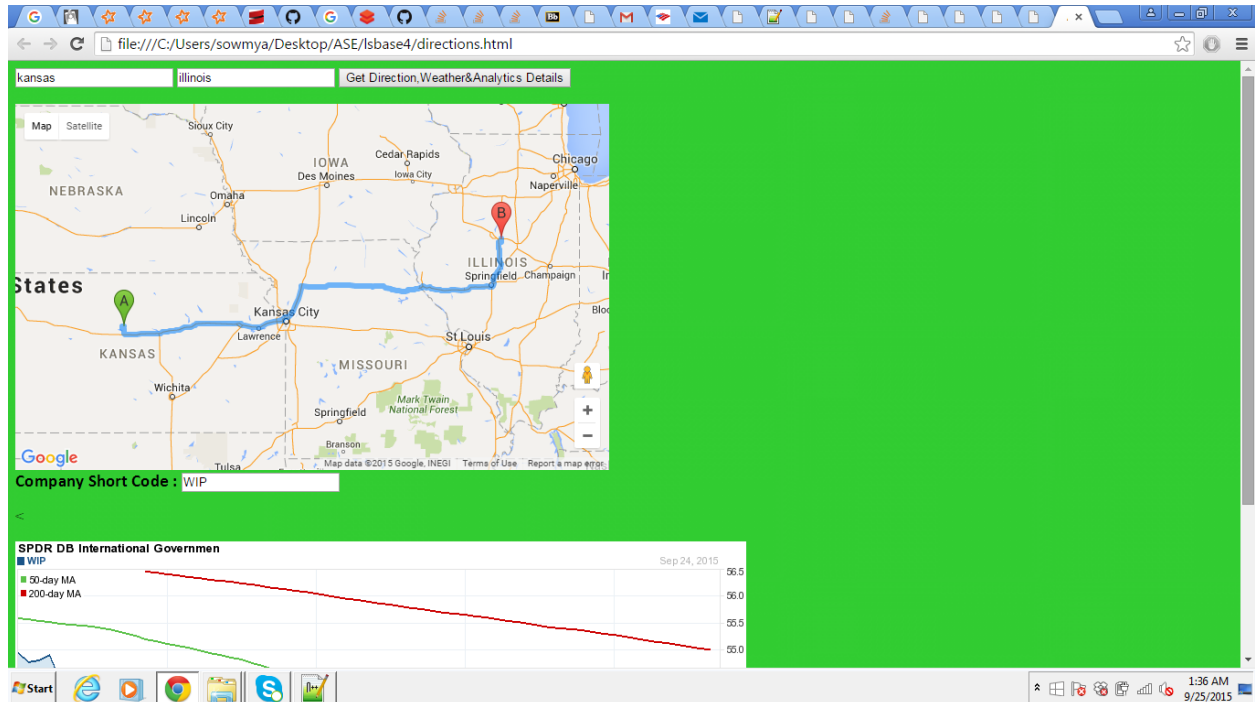 file:///C:/Users/sowmya/Desktop/ASE/lsbase4/directions.html
kansas illinois Get Direction,Weather&Analytics Details
Map Satellite
Sioux City
IOWA
Cedar Rapids
Chicago
Des Moines
Iowa City
Naperville
NEBRASKA
Omaha
Lincoln
B
ILLINOIS
Springfield
Champaign
States
A
Kansas City
Lawrence
St Louis
KANSAS
MISSOURI
Wichita
Mark Twain
National Forest
Springfield
Branson
Google
Tulsa
Map data ©2015 Google, INEGI Terms of Use Report a map error
Company Short Code : WIP
<
SPDR DB International Governmen
WIP Sep 24, 2015
50-day MA
200-day MA
56.5
56.0
55.5
55.0
Start
1:36 AM
9/25/2015